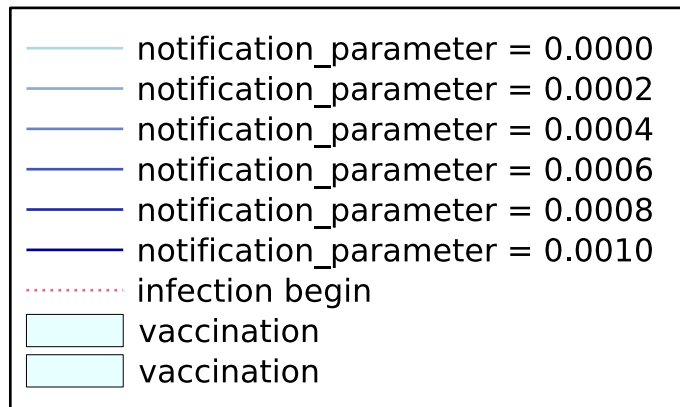 notification_parameter = 0.0000
notification_parameter = 0.0002
notification_parameter = 0.0004
notification_parameter = 0.0006
notification_parameter = 0.0008
notification_parameter = 0.0010
infection begin
vaccination
vaccination